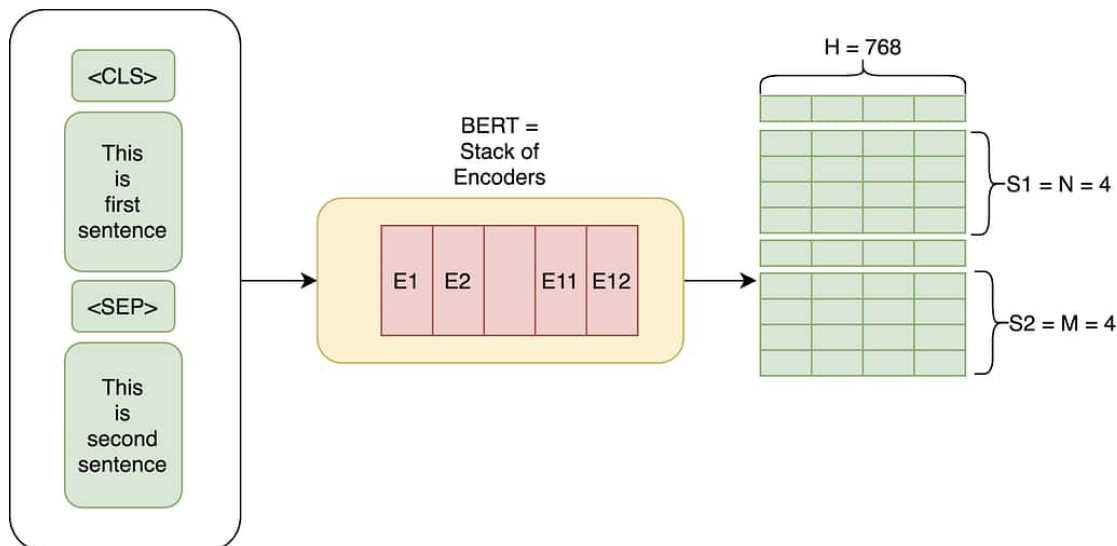 <CLS>
This
is
first
sentence
<SEP>
This
is
second
sentence
BERT =
Stack of
Encoders
E1 E2 E11 E12
H = 768
S1 = N = 4
S2 = M = 4